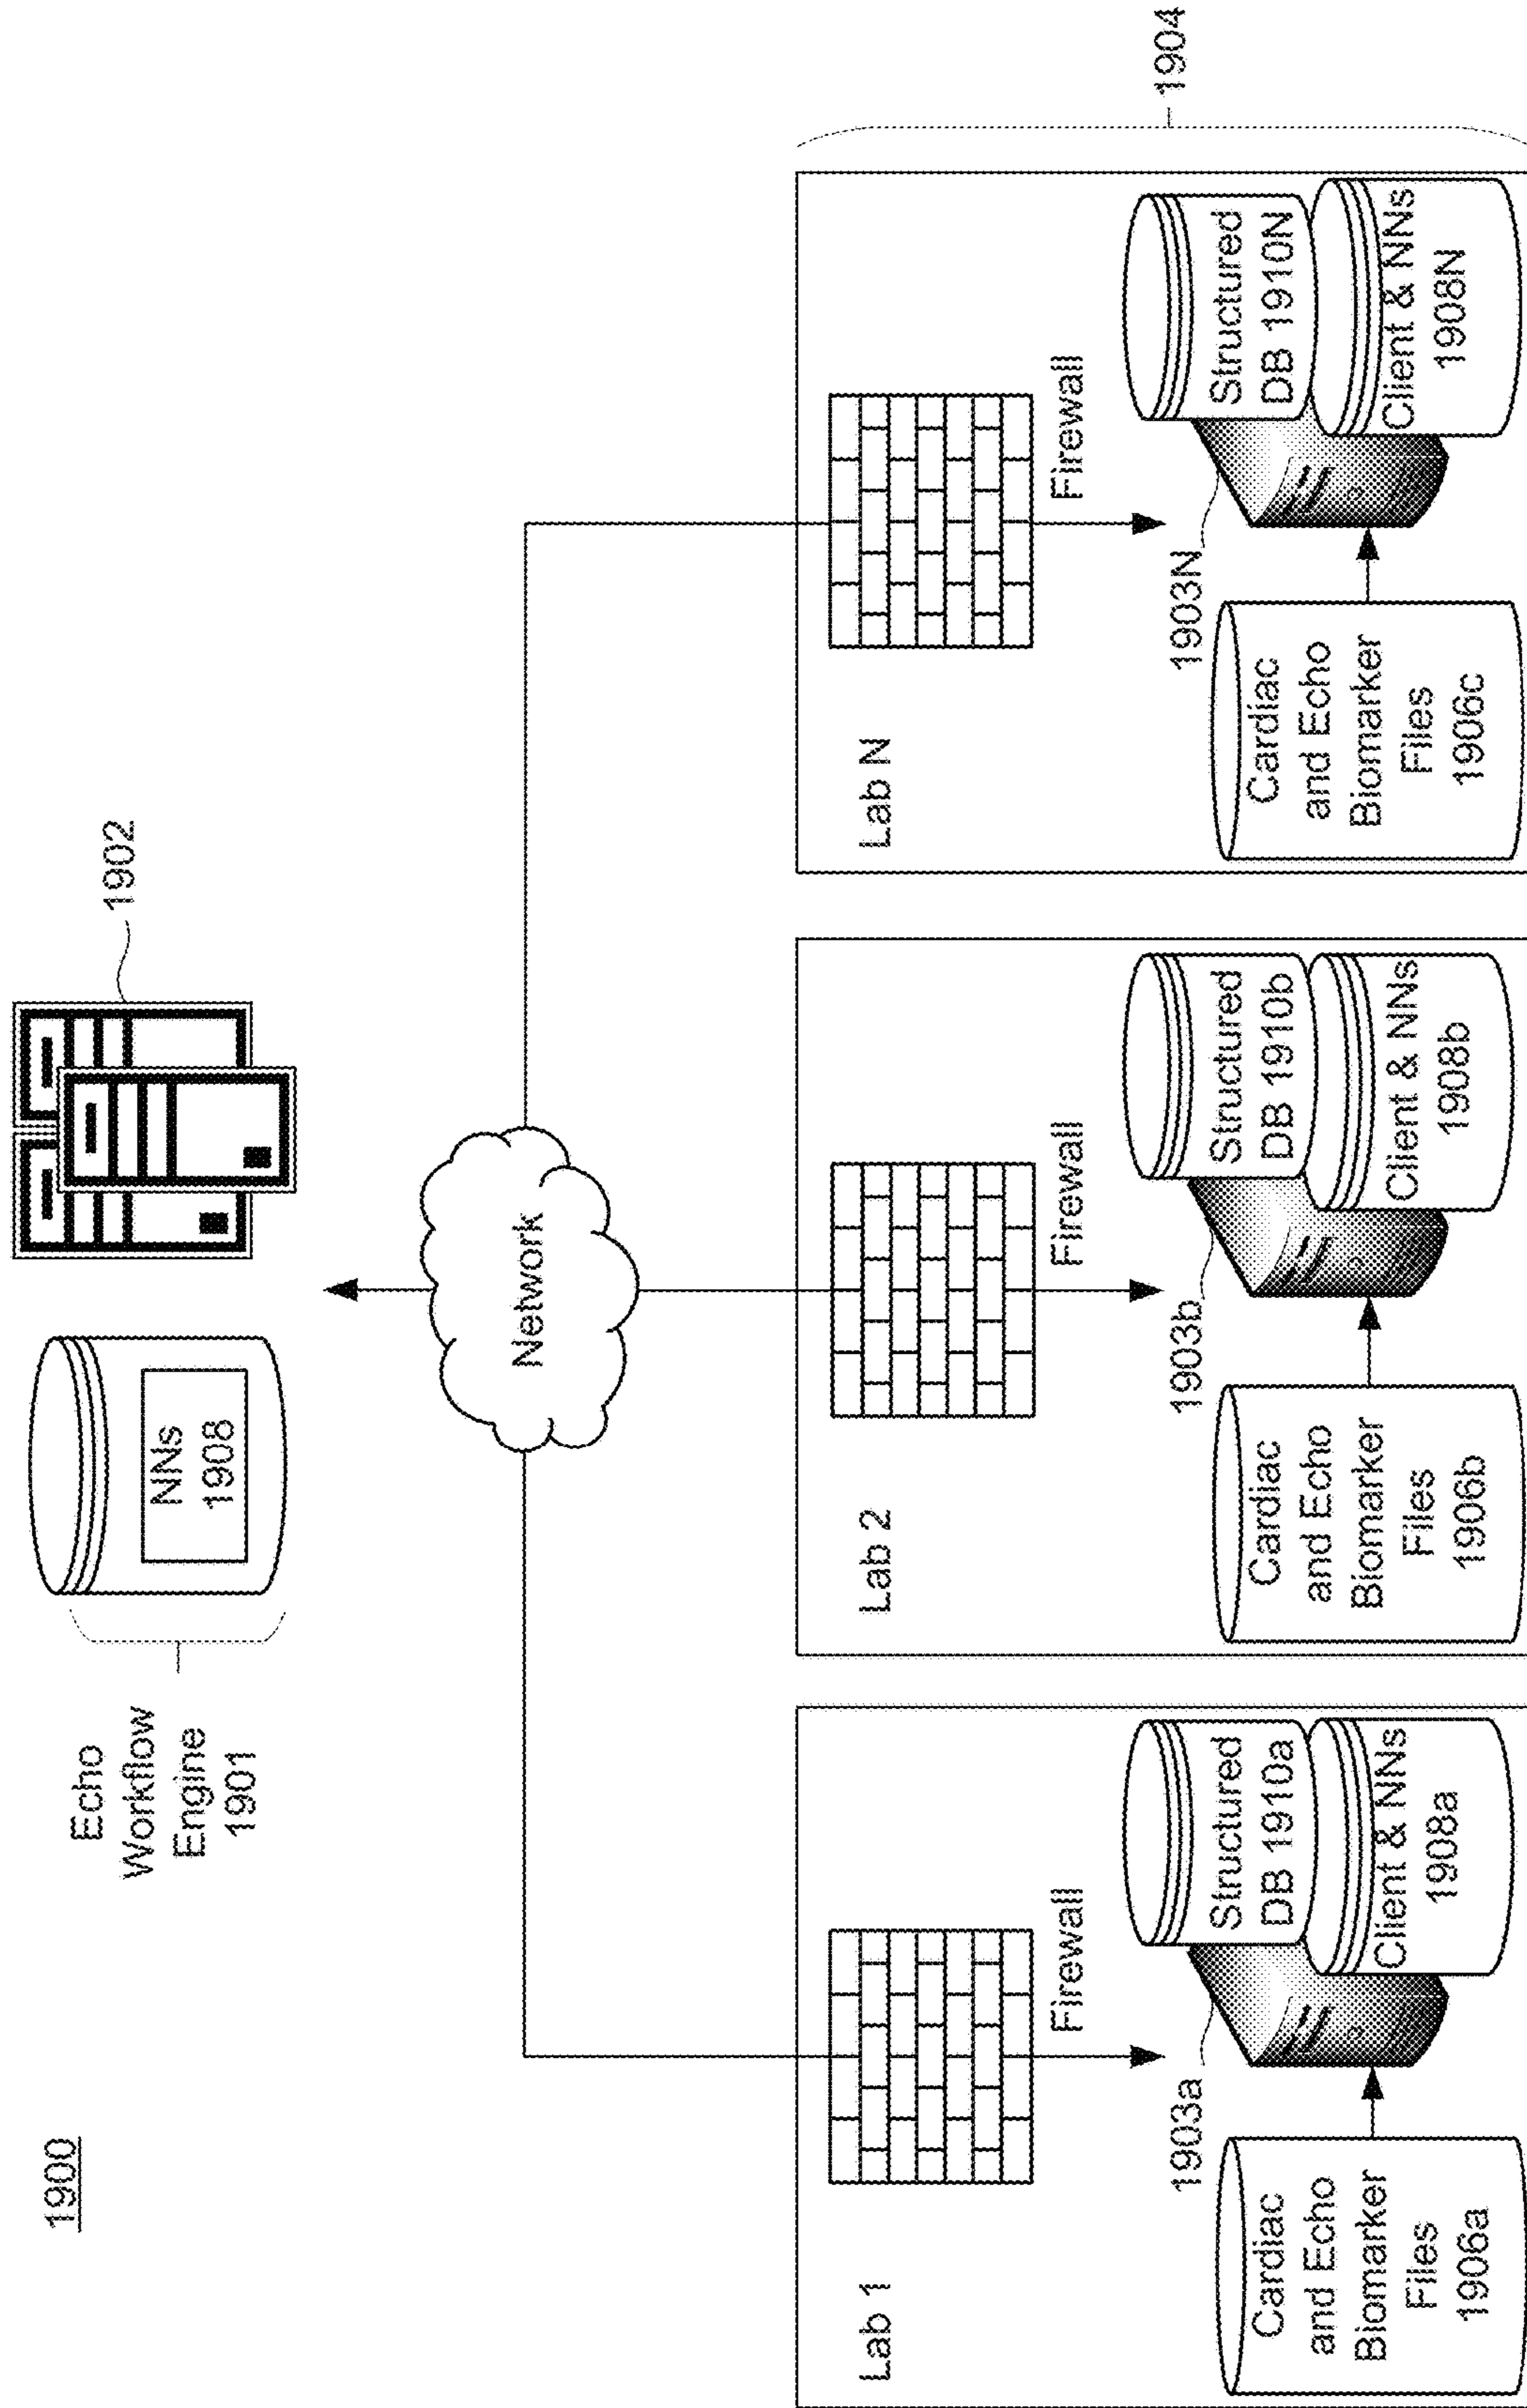 1900
Echo
Workflow
Engine
1901
NNs
1908
1902
Network
Lab 1
Firewall
1903a
Cardiac
and Echo
Biomarker
Files
1906a
Structured
DB 1910a
Client & NNs
1908a
Lab 2
Firewall
1903b
Cardiac
and Echo
Biomarker
Files
1906b
Structured
DB 1910b
Client & NNs
1908b
Lab N
Firewall
1903N
Cardiac
and Echo
Biomarker
Files
1906c
Structured
DB 1910N
Client & NNs
1908N
1904